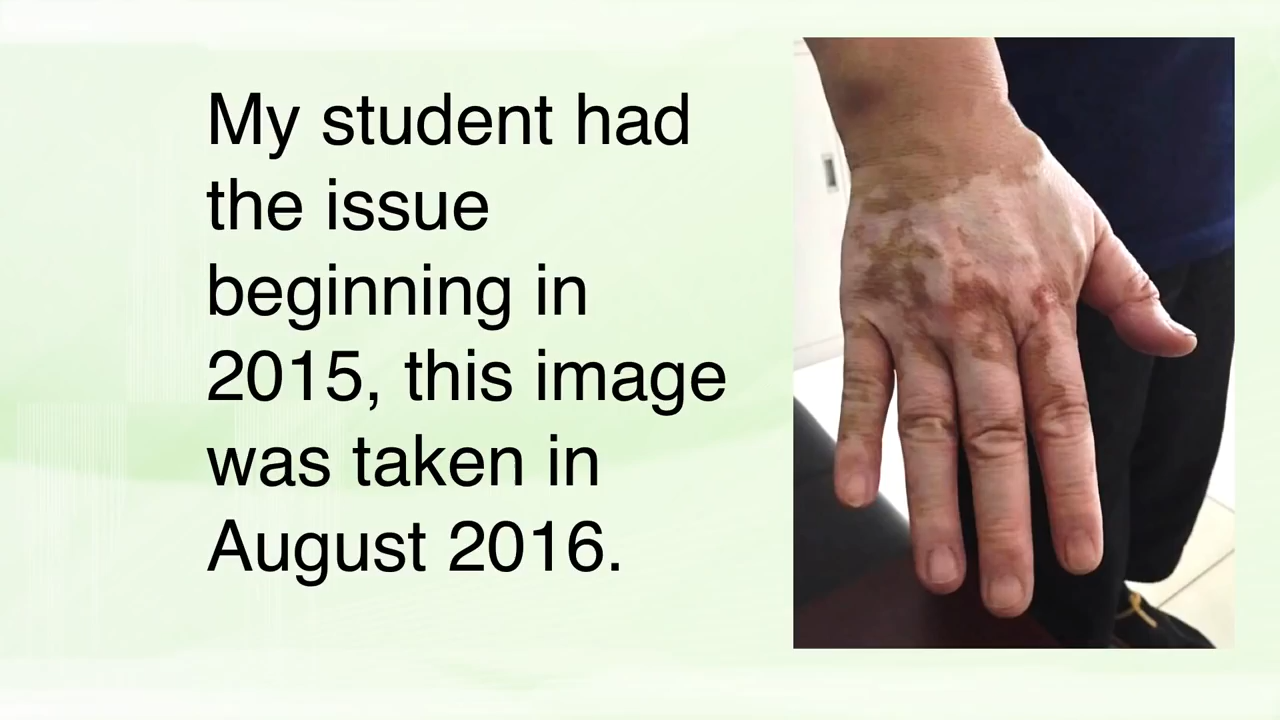 My student had
the issue
beginning in
2015, this image
was taken in
August 2016.